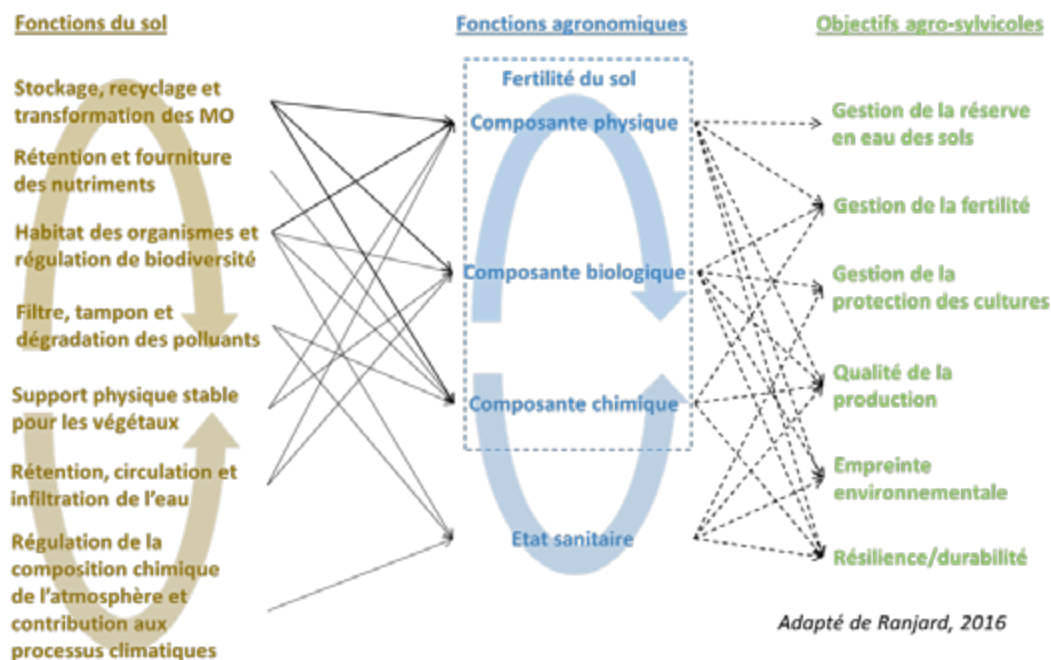 Fonctions du sol
Stockage, recyclage et
transformation des MO
Rétention et fourniture
des nutriments
Habitat des organismes et
régulation de biodiversité
Filtre, tampon et
dégradation des polluants
Support physique stable
pour les végétaux
Rétention, circulation et
infiltration de l'eau
Régulation de la
composition chimique
de l'atmosphère et
contribution aux
processus climatiques
Fonctions agronomiques
Fertilité du sol
Composante physique
Composante biologique
Composante chimique
Etat sanitaire
Objectifs agro-sylvicoles
Gestion de la réserve
en eau des sols
Gestion de la fertilité
Gestion de la
protection des cultures
Qualité de la
production
Empreinte
environnementale
Résilience/durabilité
Adapté de Ranjard, 2016